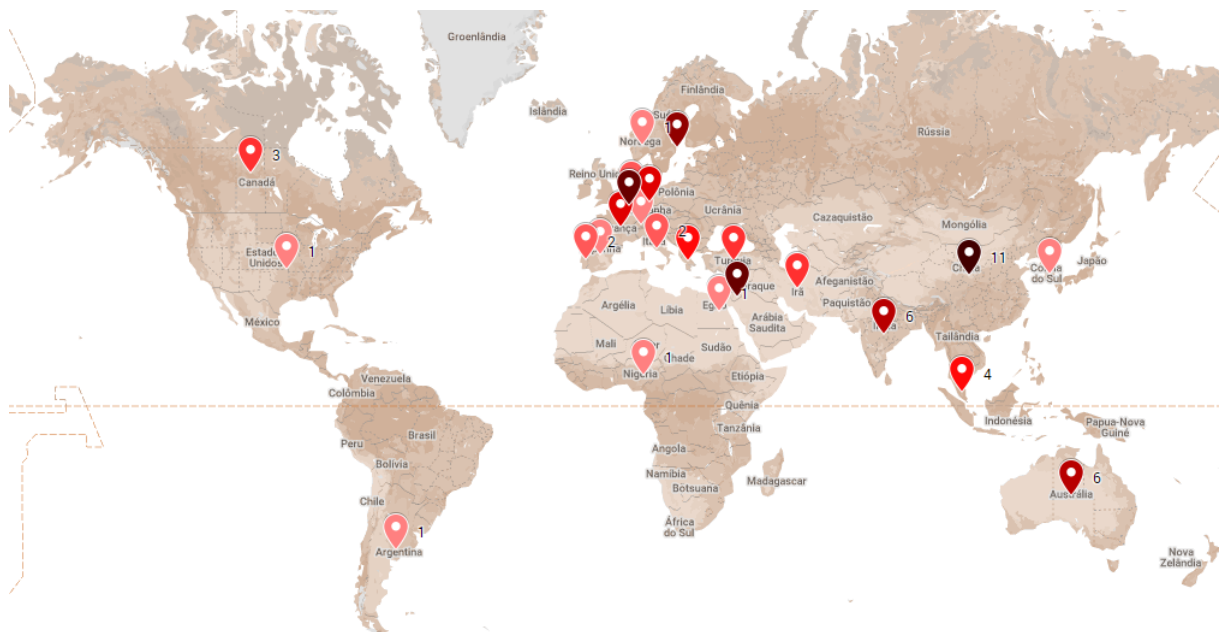 Groenlândia
Islândia
Finlândia
Rússia
Noruega
1
3
Canadá
Reino Unido
Polônia
Ucrânia
Cazaquistão
Mongólia
Estados
Unidos
1
2
2
Itália
Turquia
China
11
Coreia
do Sul
Japão
Irã
Afeganistão
Iraque
1
Egito
Paquistão
Argélia
Líbia
Arábia
Saudita
6
Índia
México
Mali
Chade
Sudão
Tailândia
1
Nigéria
Etiópia
4
Venezuela
Colômbia
Quênia
Indonésia
Papua-Nova
Guiné
Tanzânia
Brasil
Peru
Angola
Bolívia
Namíbia
Botsuana
Madagascar
6
Austrália
Chile
África
do Sul
1
Argentina
Nova
Zelândia